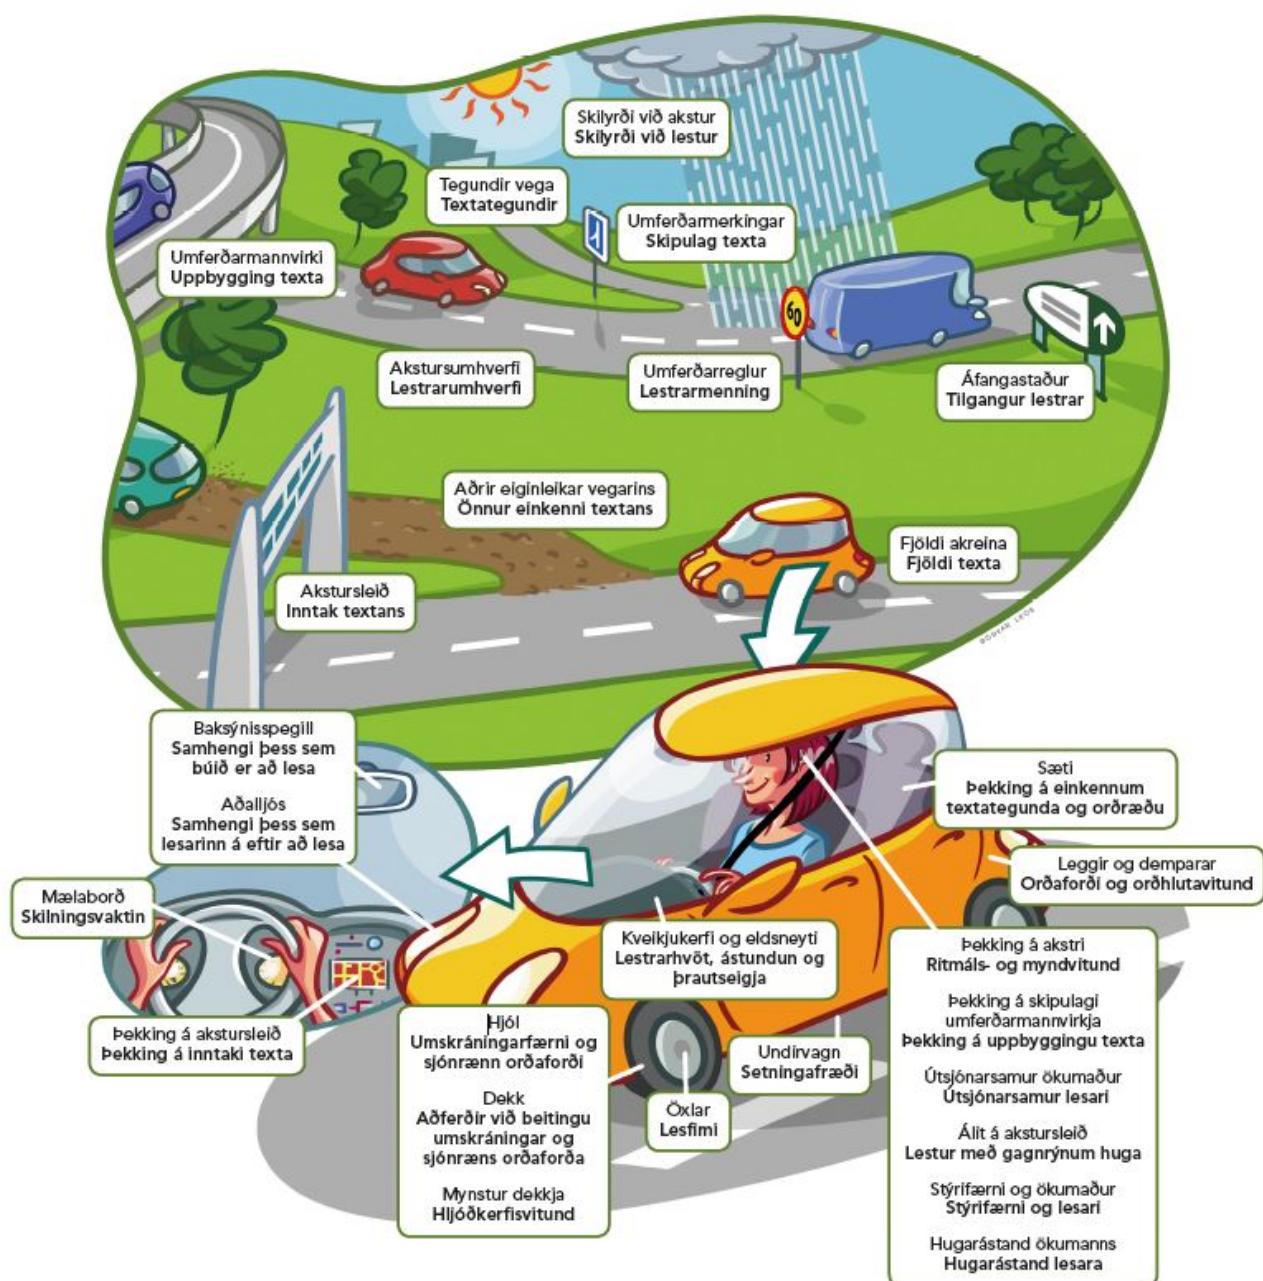 Skilyrði við akstur
Skilyrði við lestur
Tegundir vega
Textategundir
Umferðarmerkingar
Skipulag texta
Umferðarmannvirki
Uppbygging texta
60
Akstursumhverfi
Lestrarumhverfi
Umferðarreglur
Lestrarmenning
Áfangastaður
Tilgangur lestrar
Aðrir eiginleikar vegarins
Önnur einkenni textans
Fjöldi akreina
Fjöldi texta
Akstursleið
Inntak textans
Baksýnisspegill
Samhengi þess sem
búið er að lesa
Aðalljós
Samhengi þess sem
lesarinn á eftir að lesa
Sæti
Þekking á einkennum
textategunda og orðræðu
Leggir og demparar
Orðaforði og orðhlutavitund
Mælaborð
Skilningsvaktin
Kveikjukerfi og eldsneyti
Lestrarhvöt, ástundun og
þrautseigja
Þekking á akstursleið
Þekking á inntaki texta
Hjól
Umskráningarfærni og
sjónrænn orðaforði
Dekk
Aðferðir við beitingu
umskráningar og
sjónræns orðaforða
Mynstur dekkja
Hljóðkerfisvitund
Öxlar
Lesfimi
Undirvagn
Setningafræði
Þekking á akstri
Ritmáls- og myndvitund
Þekking á skipulagi
umferðarmannvirkja
Þekking á uppbyggingu texta
Útsjónarsamur ökumaður
Útsjónarsamur lesari
Álit á akstursleið
Lestur með gagnrýnum huga
Stýrifærni og ökumaður
Stýrifærni og lesari
Hugarástand ökumanns
Hugarástand lesara